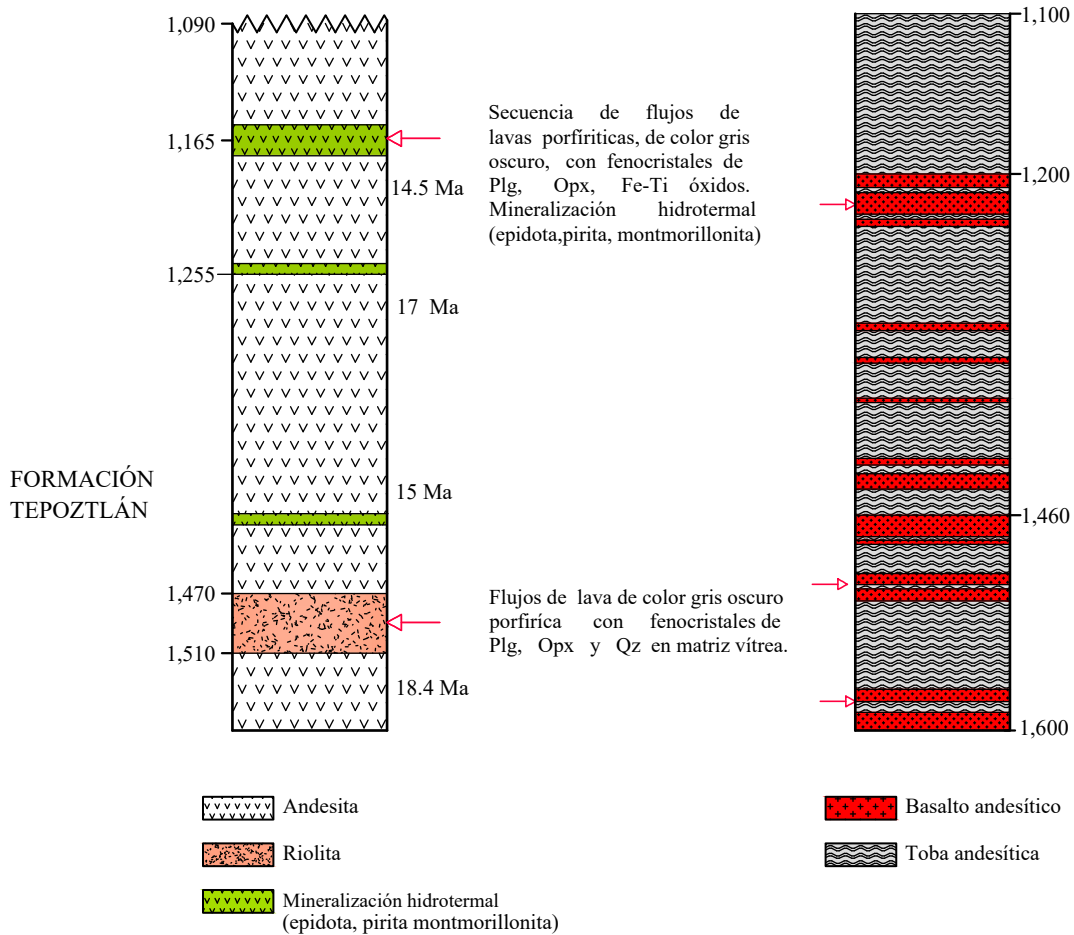 1,090
1,165
14.5 Ma
1,255
17 Ma
FORMACIÓN
TEPOZTLÁN
15 Ma
1,470
1,510
18.4 Ma
Secuencia de flujos de
lavas porfíriticas, de color gris
oscuro, con fenocristales de
Plg, Opx, Fe-Ti óxidos.
Mineralización hidrotermal
(epidota,pirita, montmorillonita)
Flujos de lava de color gris oscuro
porfiríca con fenocristales de
Plg, Opx y Qz en matriz vítrea.
1,100
1,200
1,460
1,600
Andesita
Riolita
Mineralización hidrotermal
(epidota, pirita montmorillonita)
Basalto andesítico
Toba andesítica